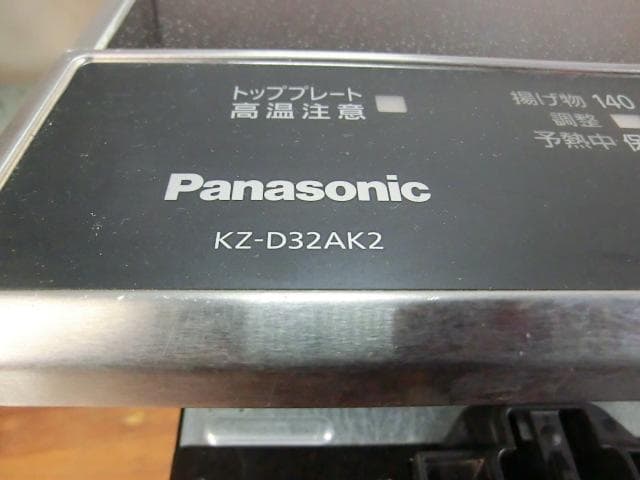 トッププレート
高温注意
揚げ物 140
調整
予熱中
Panasonic
KZ-D32AK2